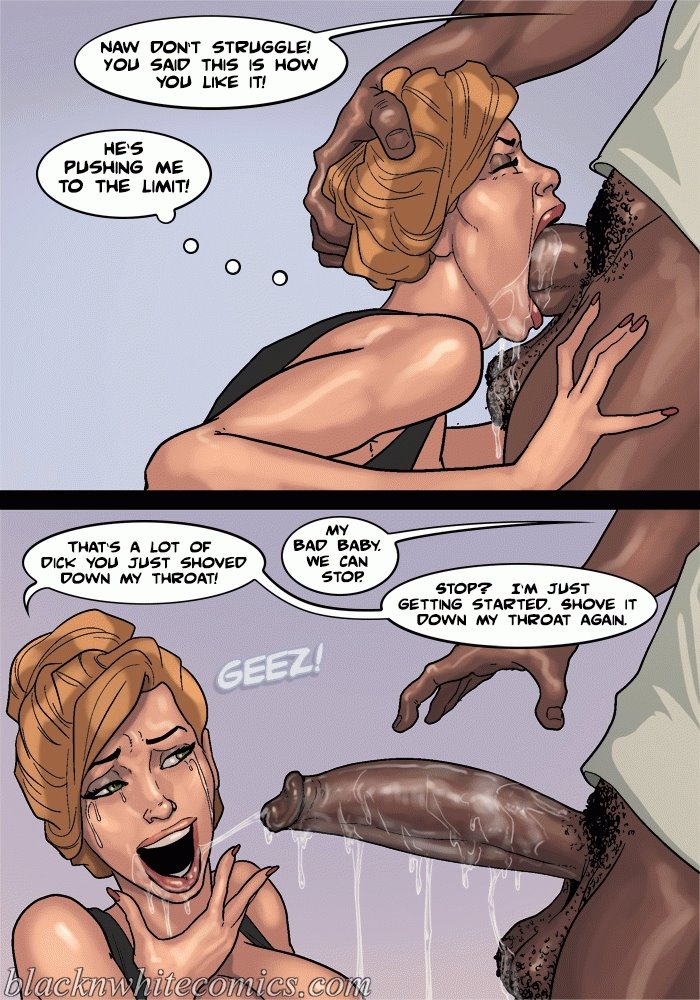 NAW DON'T STRUGGLE!
YOU SAID THIS IS HOW
YOU LIKE IT!
HE'S
PUSHING ME
TO THE LIMIT!
THAT'S A LOT OF
DICK YOU JUST SHOVED
DOWN MY THROAT!
MY
BAD BABY.
WE CAN
STOP.
STOP? I'M JUST
GETTING STARTED. SHOVE IT
DOWN MY THROAT AGAIN.
GEEZ!
blacknwhitecomics.com